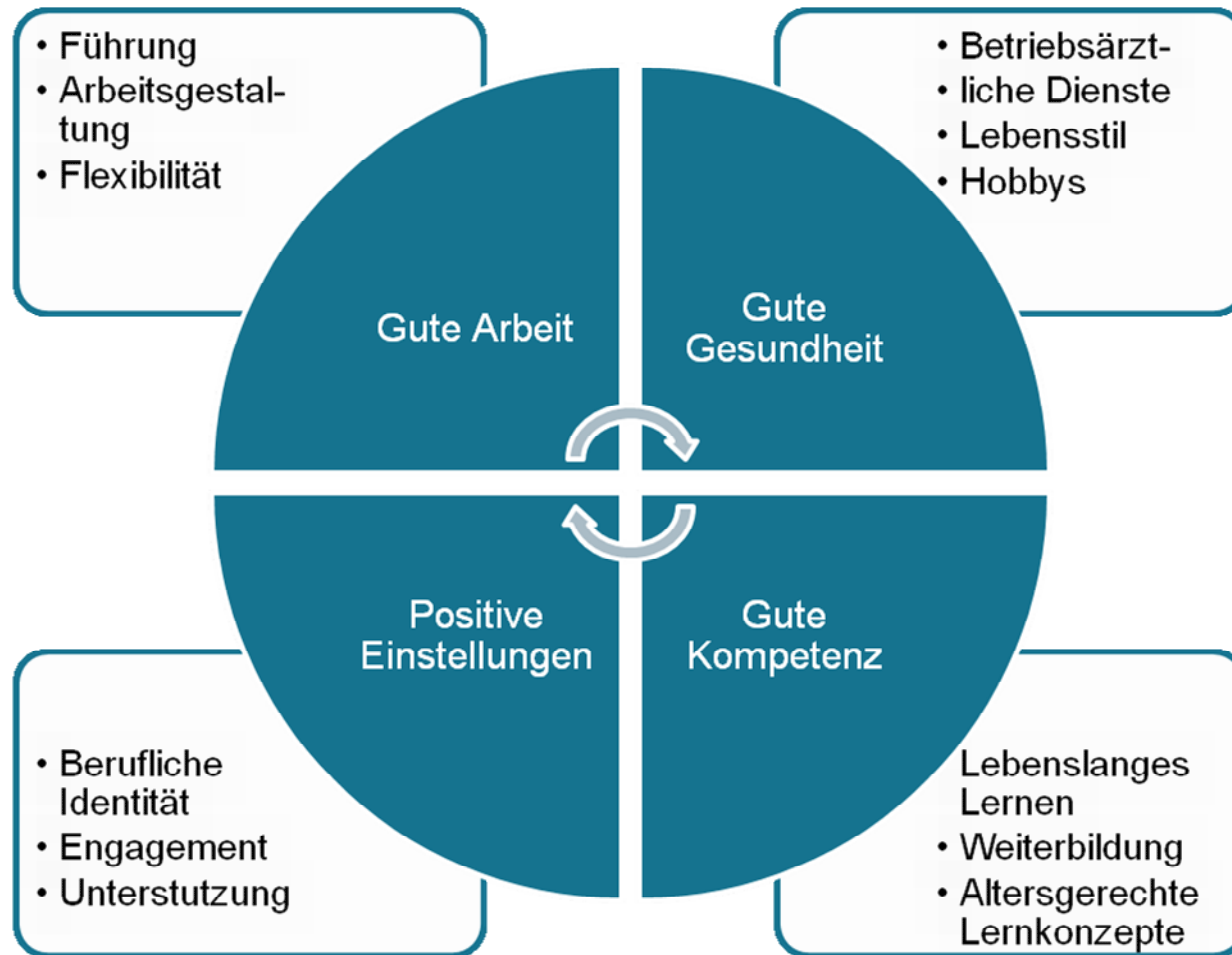 • Führung
• Arbeitsgestal-
tung
• Flexibilität
• Betriebsärzt-
• liche Dienste
• Lebensstil
• Hobbys
Gute Arbeit
Gute
Gesundheit
Positive
Einstellungen
Gute
Kompetenz
• Berufliche
Identität
• Engagement
• Unterstutzung
Lebenslanges
Lernen
• Weiterbildung
• Altersgerechte
Lernkonzepte